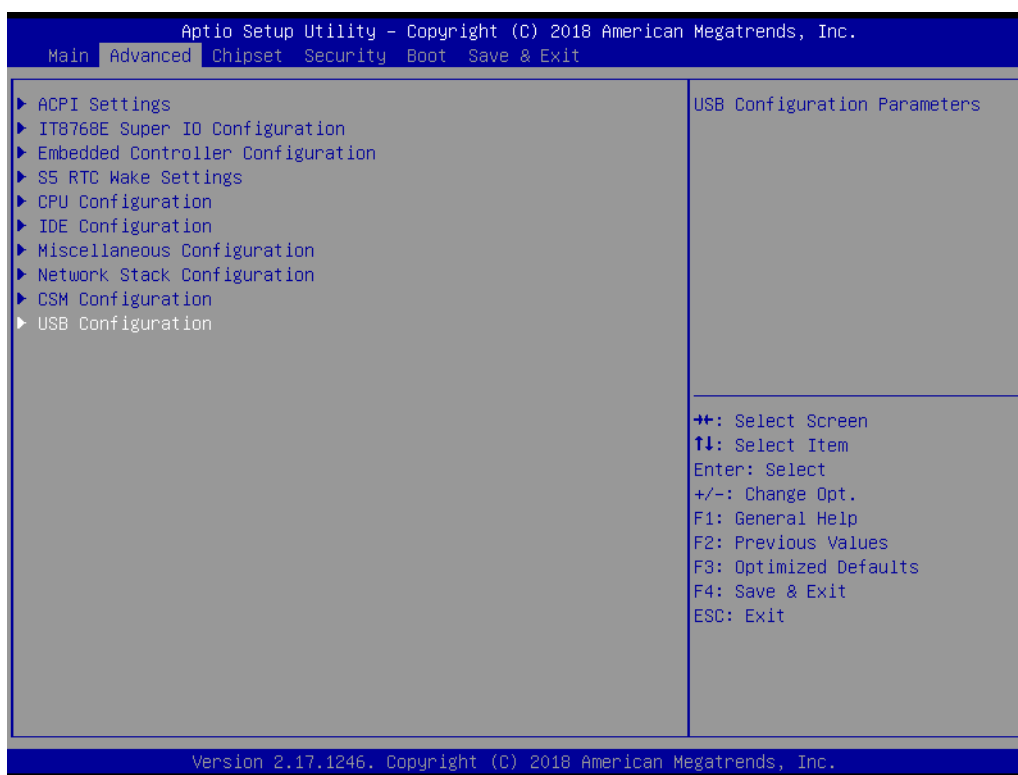 Aptio Setup Utility – Copyright (C) 2018 American Megatrends, Inc.
Main Advanced Chipset Security Boot Save & Exit
ACPI Settings
IT8768E Super IO Configuration
Embedded Controller Configuration
S5 RTC Wake Settings
CPU Configuration
IDE Configuration
Miscellaneous Configuration
Network Stack Configuration
CSM Configuration
USB Configuration
USB Configuration Parameters
→←: Select Screen
↑↓: Select Item
Enter: Select
+/-: Change Opt.
F1: General Help
F2: Previous Values
F3: Optimized Defaults
F4: Save & Exit
ESC: Exit
Version 2.17.1246. Copyright (C) 2018 American Megatrends, Inc.